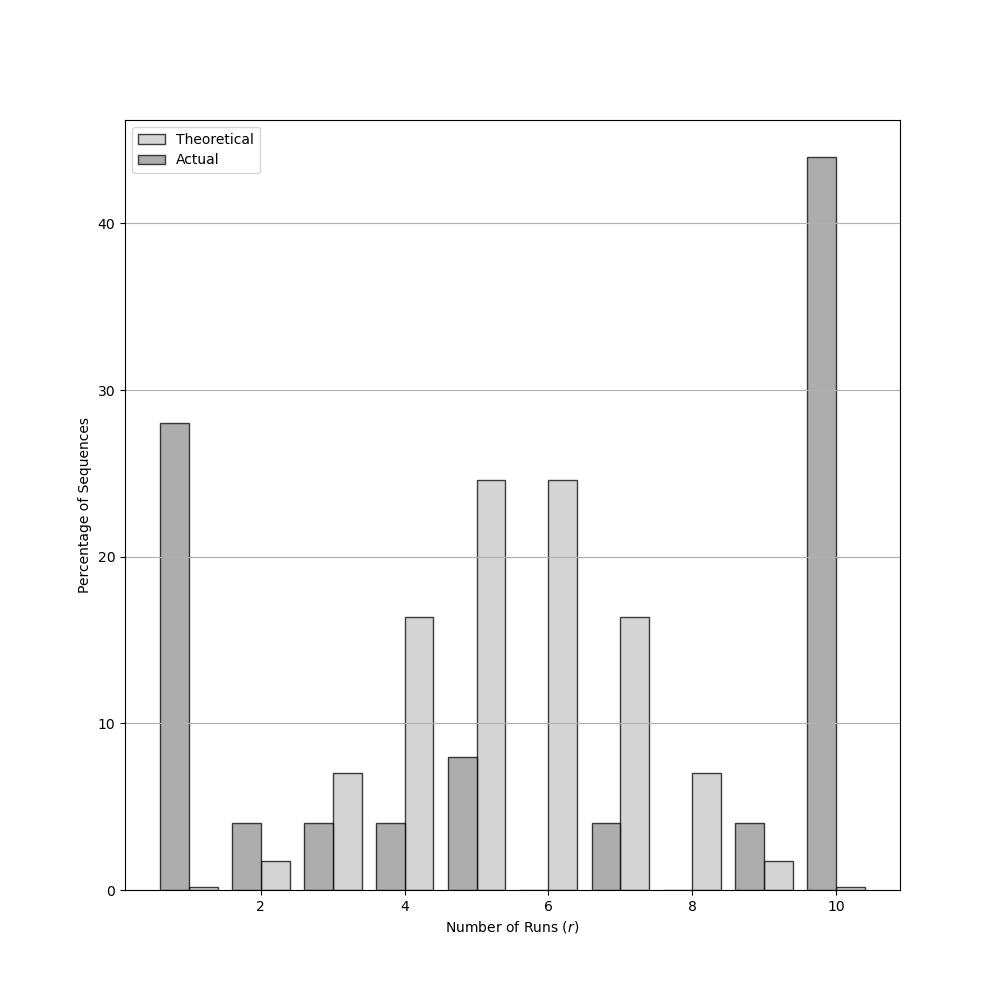 Theoretical
Actual
40
30
20
10
0
Percentage of Sequences
2 4 6 8 10
Number of Runs (r)